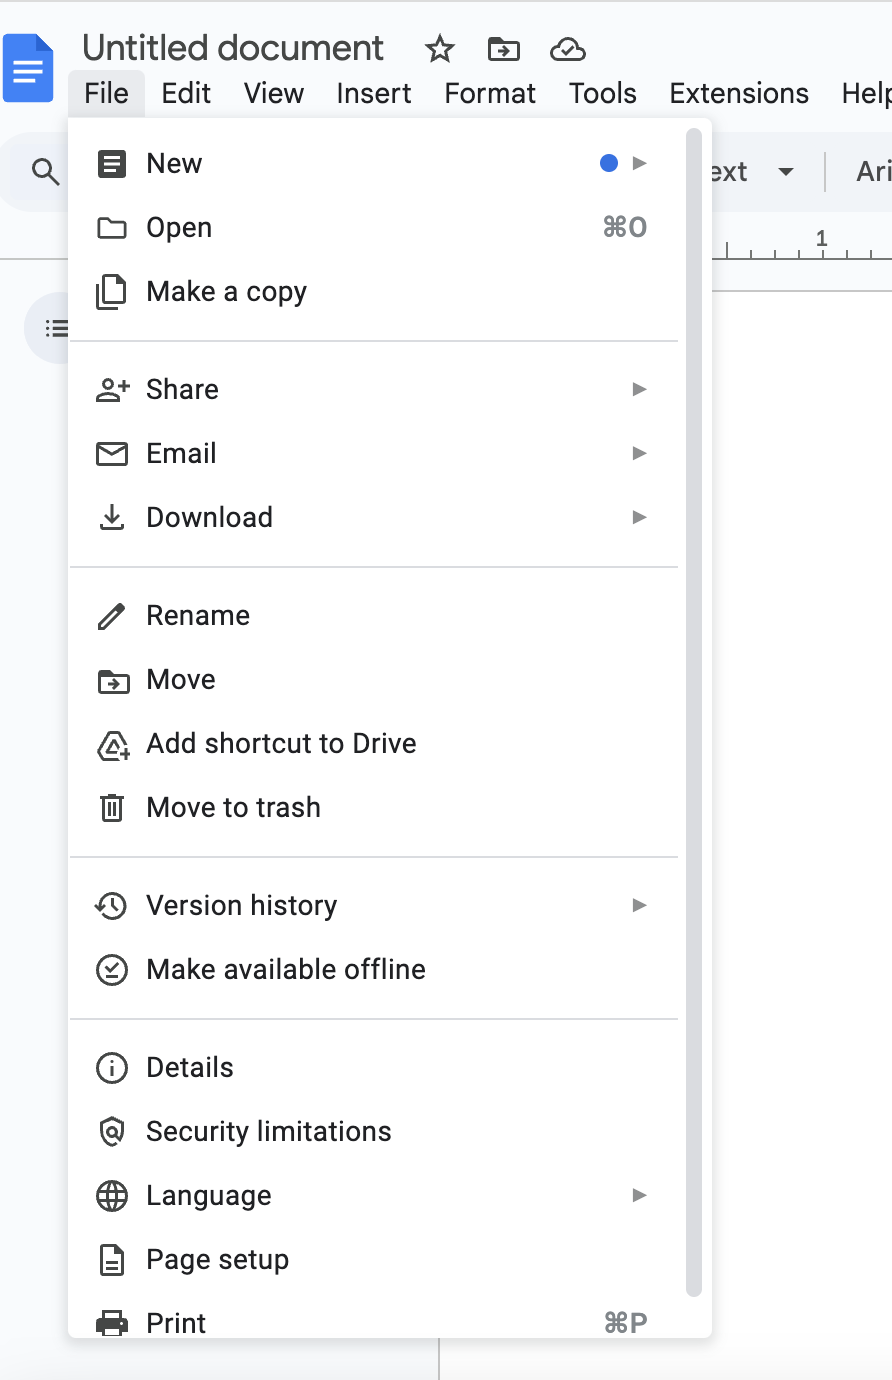 Untitled document
File Edit View Insert Format Tools Extensions Help
New
ext Ari
Open ⌘O
1
Make a copy
Share
Email
Download
Rename
Move
Add shortcut to Drive
Move to trash
Version history
Make available offline
Details
Security limitations
Language
Page setup
Print ⌘P